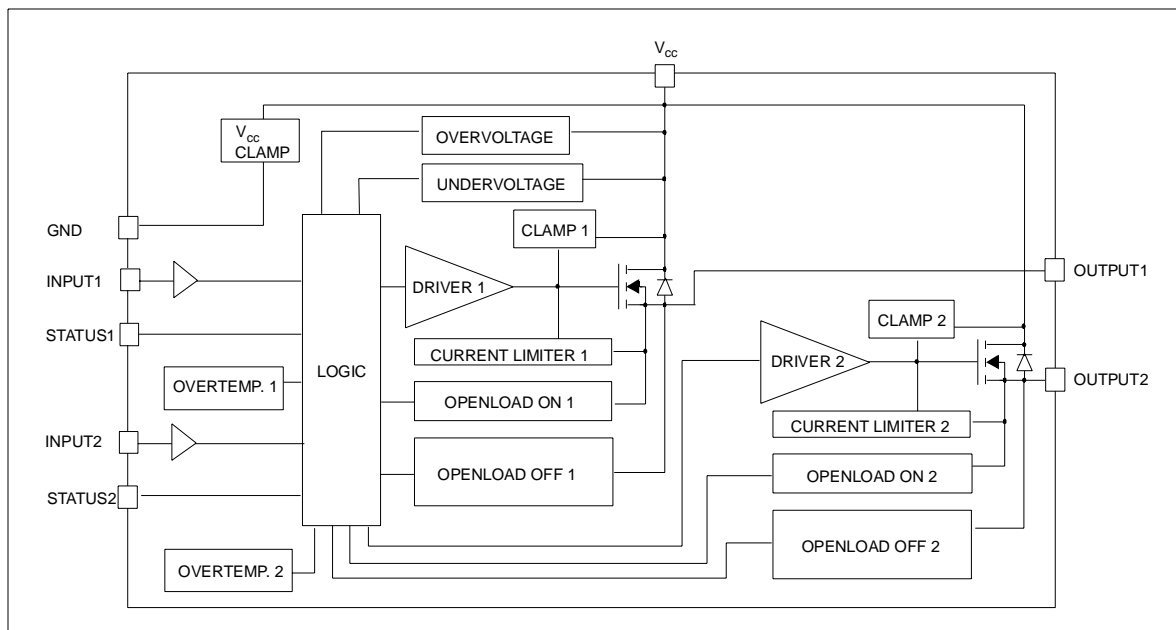 Vcc
Vcc
CLAMP
OVERVOLTAGE
UNDERVOLTAGE
GND
CLAMP 1
INPUT1
DRIVER 1
OUTPUT1
STATUS1
CLAMP 2
CURRENT LIMITER 1
LOGIC
DRIVER 2
OVERTEMP. 1
OUTPUT2
OPENLOAD ON 1
CURRENT LIMITER 2
INPUT2
OPENLOAD OFF 1
OPENLOAD ON 2
STATUS2
OPENLOAD OFF 2
OVERTEMP. 2